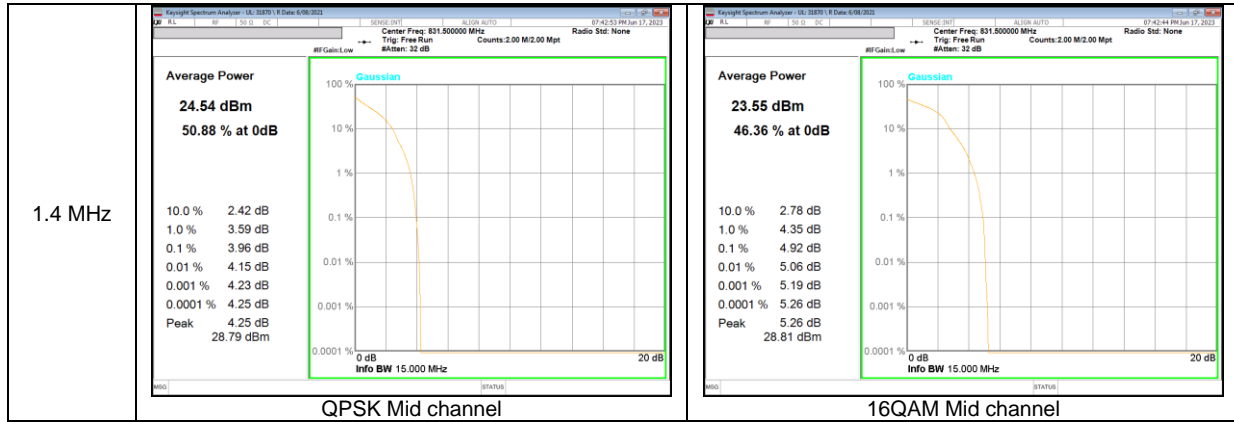 1.4 MHz
Keysight Spectrum Analyzer - UL: 31870 \ R Date: 6/08/2021
RL RF 50 Ω DC SENSE:INT ALIGN AUTO 07:42:53 PM Jun 17, 2023
Center Freq: 831.500000 MHz Radio Std: None
Trig: Free Run Counts:2.00 M/2.00 Mpt
#IFGain:Low #Atten: 32 dB
Average Power
24.54 dBm
50.88 % at 0dB
10.0 % 2.42 dB
1.0 % 3.59 dB
0.1 % 3.96 dB
0.01 % 4.15 dB
0.001 % 4.23 dB
0.0001 % 4.25 dB
Peak 4.25 dB
28.79 dBm
Gaussian
100 %
10 %
1 %
0.1 %
0.01 %
0.001 %
0.0001 %
0 dB 20 dB
Info BW 15.000 MHz
MSG STATUS
QPSK Mid channel
Keysight Spectrum Analyzer - UL: 31870 \ R Date: 6/08/2021
RL RF 50 Ω DC SENSE:INT ALIGN AUTO 07:42:44 PM Jun 17, 2023
Center Freq: 831.500000 MHz Radio Std: None
Trig: Free Run Counts:2.00 M/2.00 Mpt
#IFGain:Low #Atten: 32 dB
Average Power
23.55 dBm
46.36 % at 0dB
10.0 % 2.78 dB
1.0 % 4.35 dB
0.1 % 4.92 dB
0.01 % 5.06 dB
0.001 % 5.19 dB
0.0001 % 5.26 dB
Peak 5.26 dB
28.81 dBm
Gaussian
100 %
10 %
1 %
0.1 %
0.01 %
0.001 %
0.0001 %
0 dB 20 dB
Info BW 15.000 MHz
MSG STATUS
16QAM Mid channel